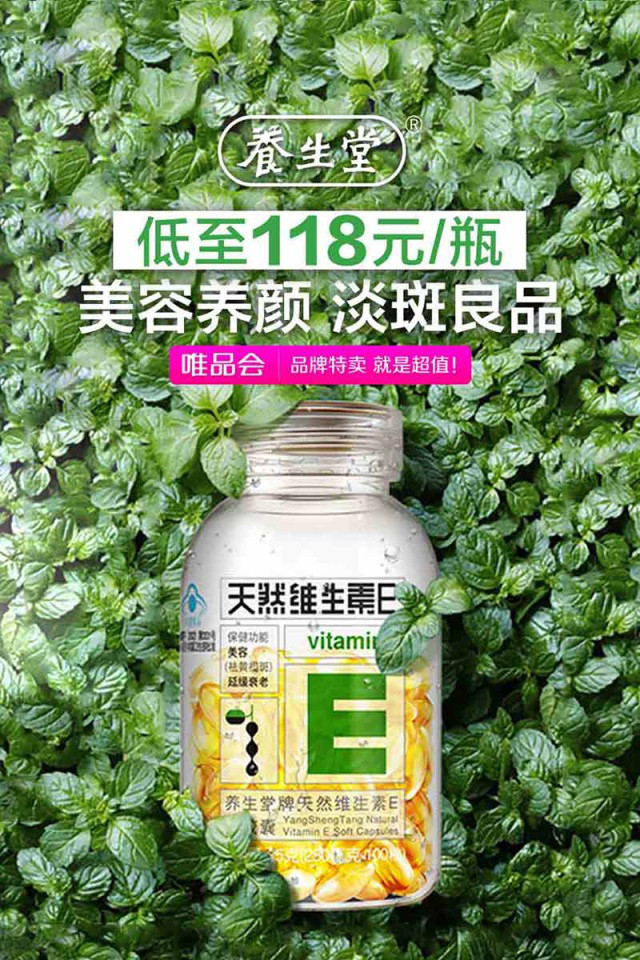 養生堂®
低至118元/瓶
美容养颜 淡斑良品
唯品会 品牌特卖 就是超值!
天然维生素E
保健功能
美容
(祛黄褐斑)
延缓衰老
vitamin
E
养生堂牌天然维生素E
YangShengTang Natural
Vitamin E Soft Capsules